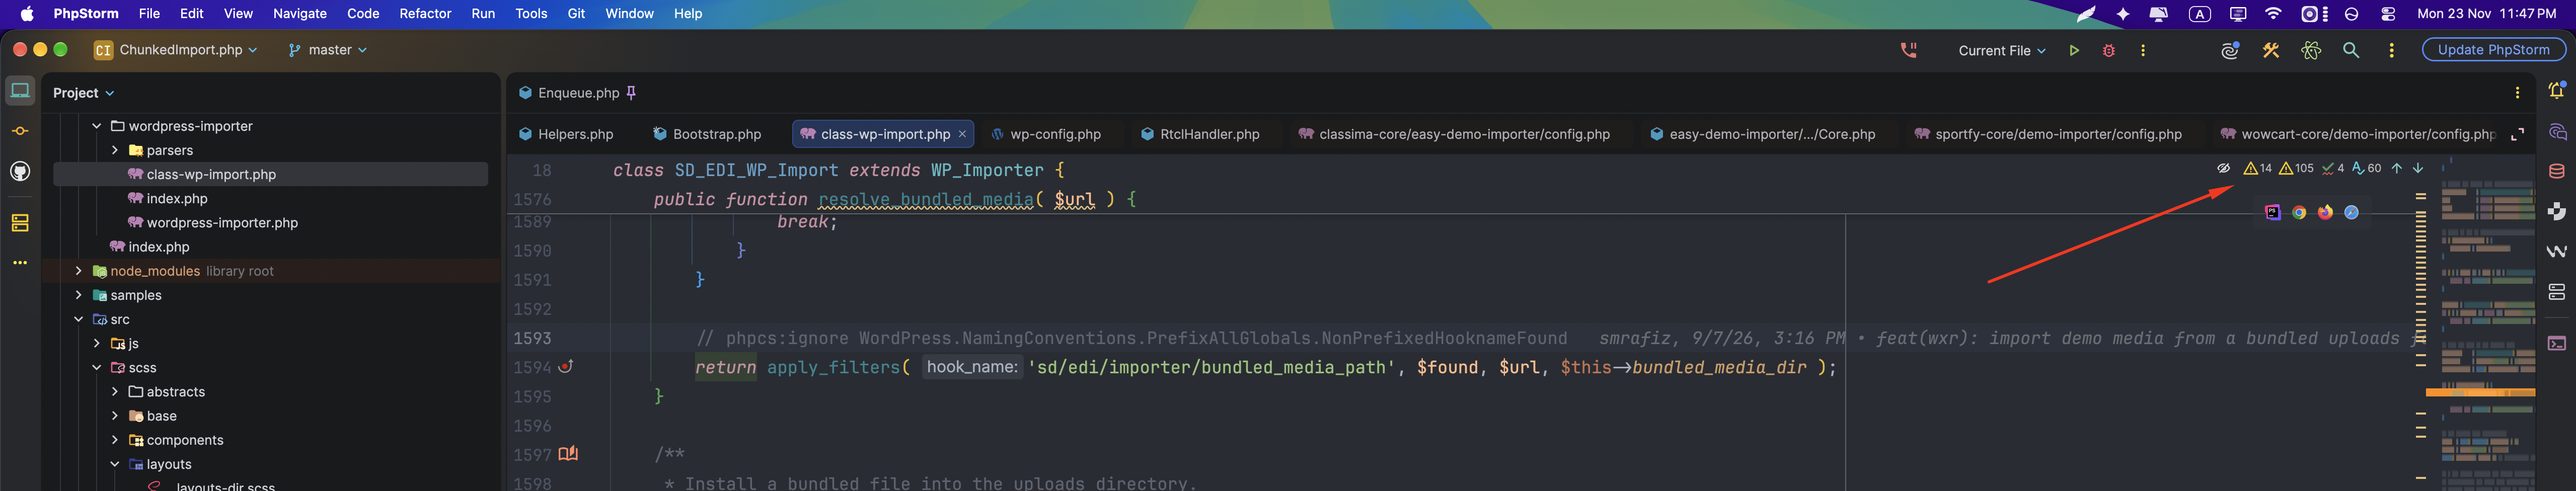 PhpStorm File Edit View Navigate Code Refactor Run Tools Git Window Help A Mon 23 Nov 11:47 PM
CI ChunkedImport.php master Current File Update PhpStorm
Project
wordpress-importer
parsers
class-wp-import.php
index.php
wordpress-importer.php
index.php
node_modules library root
samples
src
js
scss
abstracts
base
components
layouts
_layouts-dir.scss
Enqueue.php
Helpers.php Bootstrap.php class-wp-import.php wp-config.php RtclHandler.php classima-core/easy-demo-importer/config.php easy-demo-importer/.../Core.php sportfy-core/demo-importer/config.php wowcart-core/demo-importer/config.php
18 class SD_EDI_WP_Import extends WP_Importer {
14 105 4 60
1576 public function resolve_bundled_media( $url ) {
1589 break;
1590 }
1591 }
1592
1593 // phpcs:ignore WordPress.NamingConventions.PrefixAllGlobals.NonPrefixedHooknameFound smrafiz, 9/7/26, 3:16 PM • feat(wxr): import demo media from a bundled uploads
1594 return apply_filters( hook_name: 'sd/edi/importer/bundled_media_path', $found, $url, $this->bundled_media_dir );
1595 }
1596
1597 /**
1598 * Install a bundled file into the uploads directory.